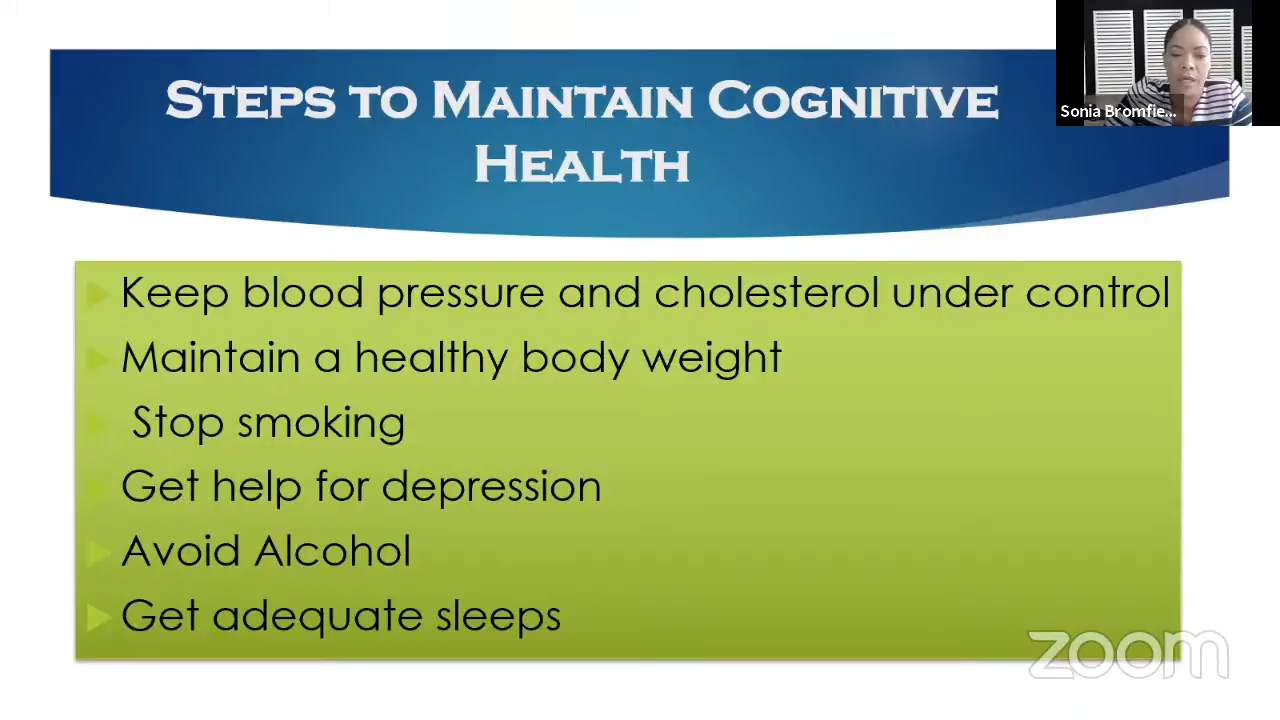 STEPS TO MAINTAIN COGNITIVE
HEALTH
Sonia Bromfie...
Keep blood pressure and cholesterol under control
Maintain a healthy body weight
Stop smoking
Get help for depression
Avoid Alcohol
Get adequate sleeps
zoom